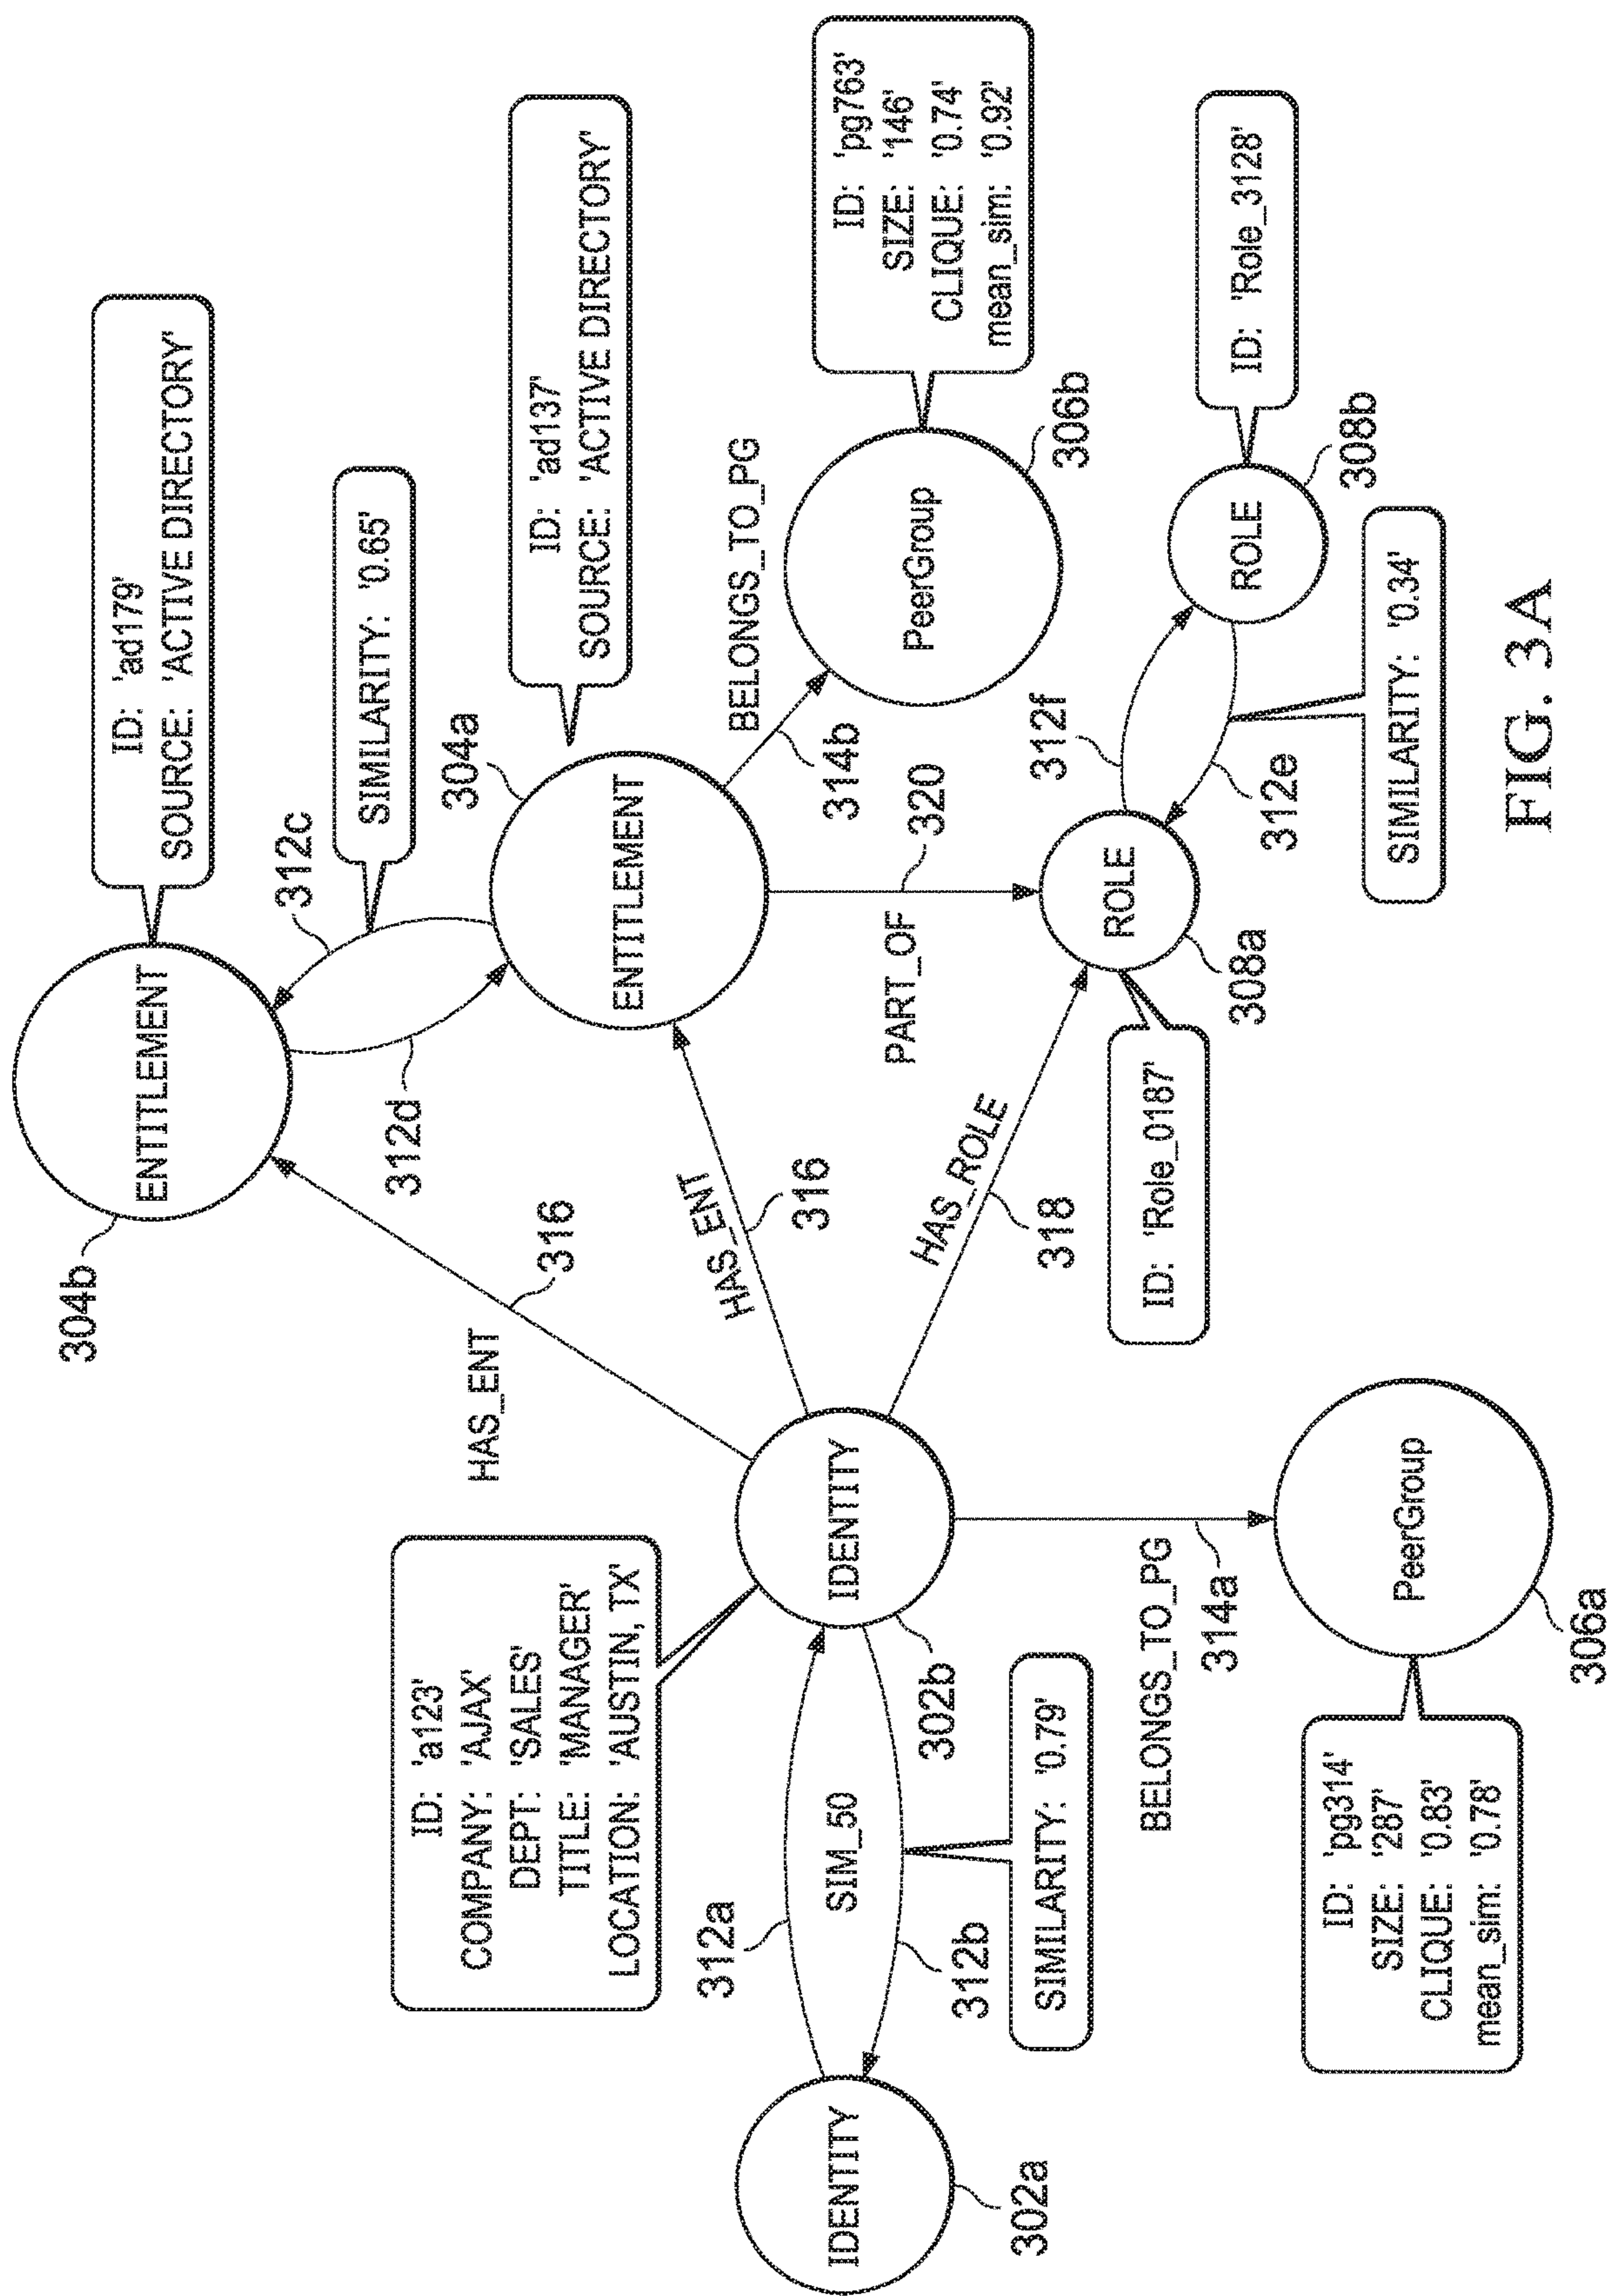 ID: 'ad179'
SOURCE: 'ACTIVE DIRECTORY'
304b
ENTITLEMENT
312c
SIMILARITY: '0.65'
312d
316
HAS_ENT
304a
ID: 'ad137'
SOURCE: 'ACTIVE DIRECTORY'
ENTITLEMENT
ID: 'a123'
COMPANY: 'AJAX'
DEPT: 'SALES'
TITLE: 'MANAGER'
LOCATION: 'AUSTIN, TX'
HAS_ENT
316
BELONGS_TO_PG
314b
ID: 'pg763'
SIZE: '146'
CLIQUE: '0.74'
mean_sim: '0.92'
312a
SIM_50
IDENTITY
IDENTITY
PART_OF
320
PeerGroup
306b
302a
312b
302b
HAS_ROLE
318
SIMILARITY: '0.79'
312f
ROLE
ROLE
ID: 'Role_3128'
ID: 'Role_0187'
308a
312e
308b
BELONGS_TO_PG
314a
SIMILARITY: '0.34'
ID: 'pg314'
SIZE: '287'
CLIQUE: '0.83'
mean_sim: '0.78'
PeerGroup
306a
FIG. 3A